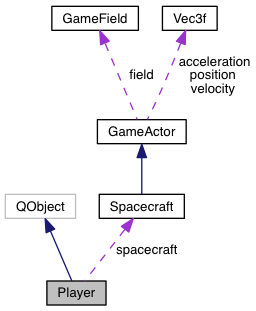 GameField
Vec3f
acceleration
position
velocity
field
GameActor
QObject
Spacecraft
spacecraft
Player